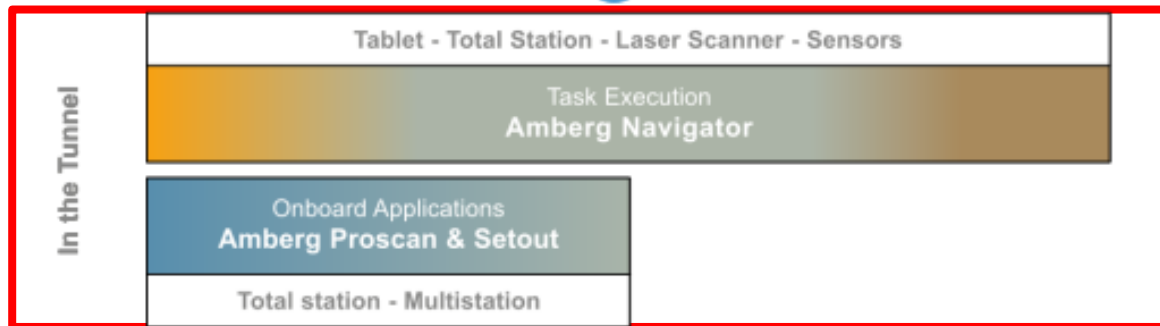 In the Tunnel
Tablet - Total Station - Laser Scanner - Sensors
Task Execution
Amberg Navigator
Onboard Applications
Amberg Proscan & Setout
Total station - Multistation